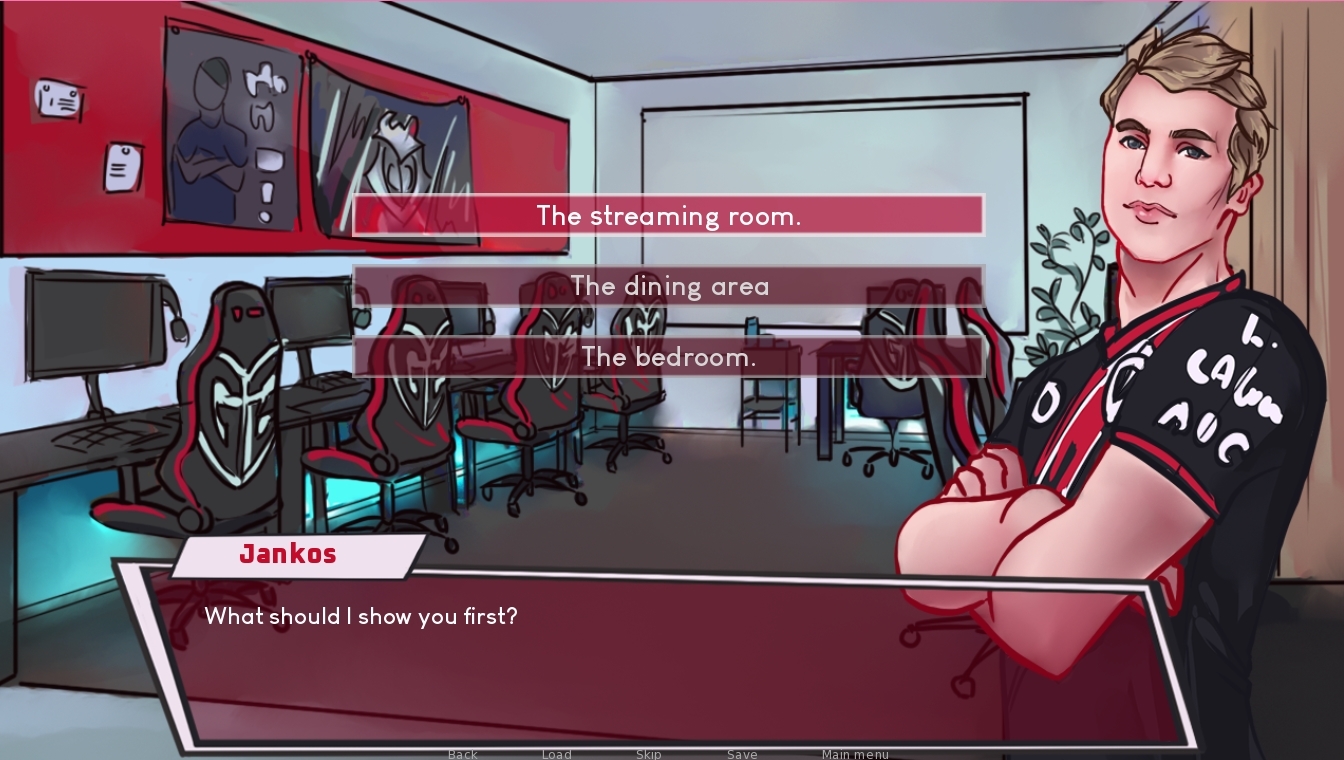 The streaming room.
The dining area
The bedroom.
Jankos
What should I show you first?
Back Load Skip Save Main menu